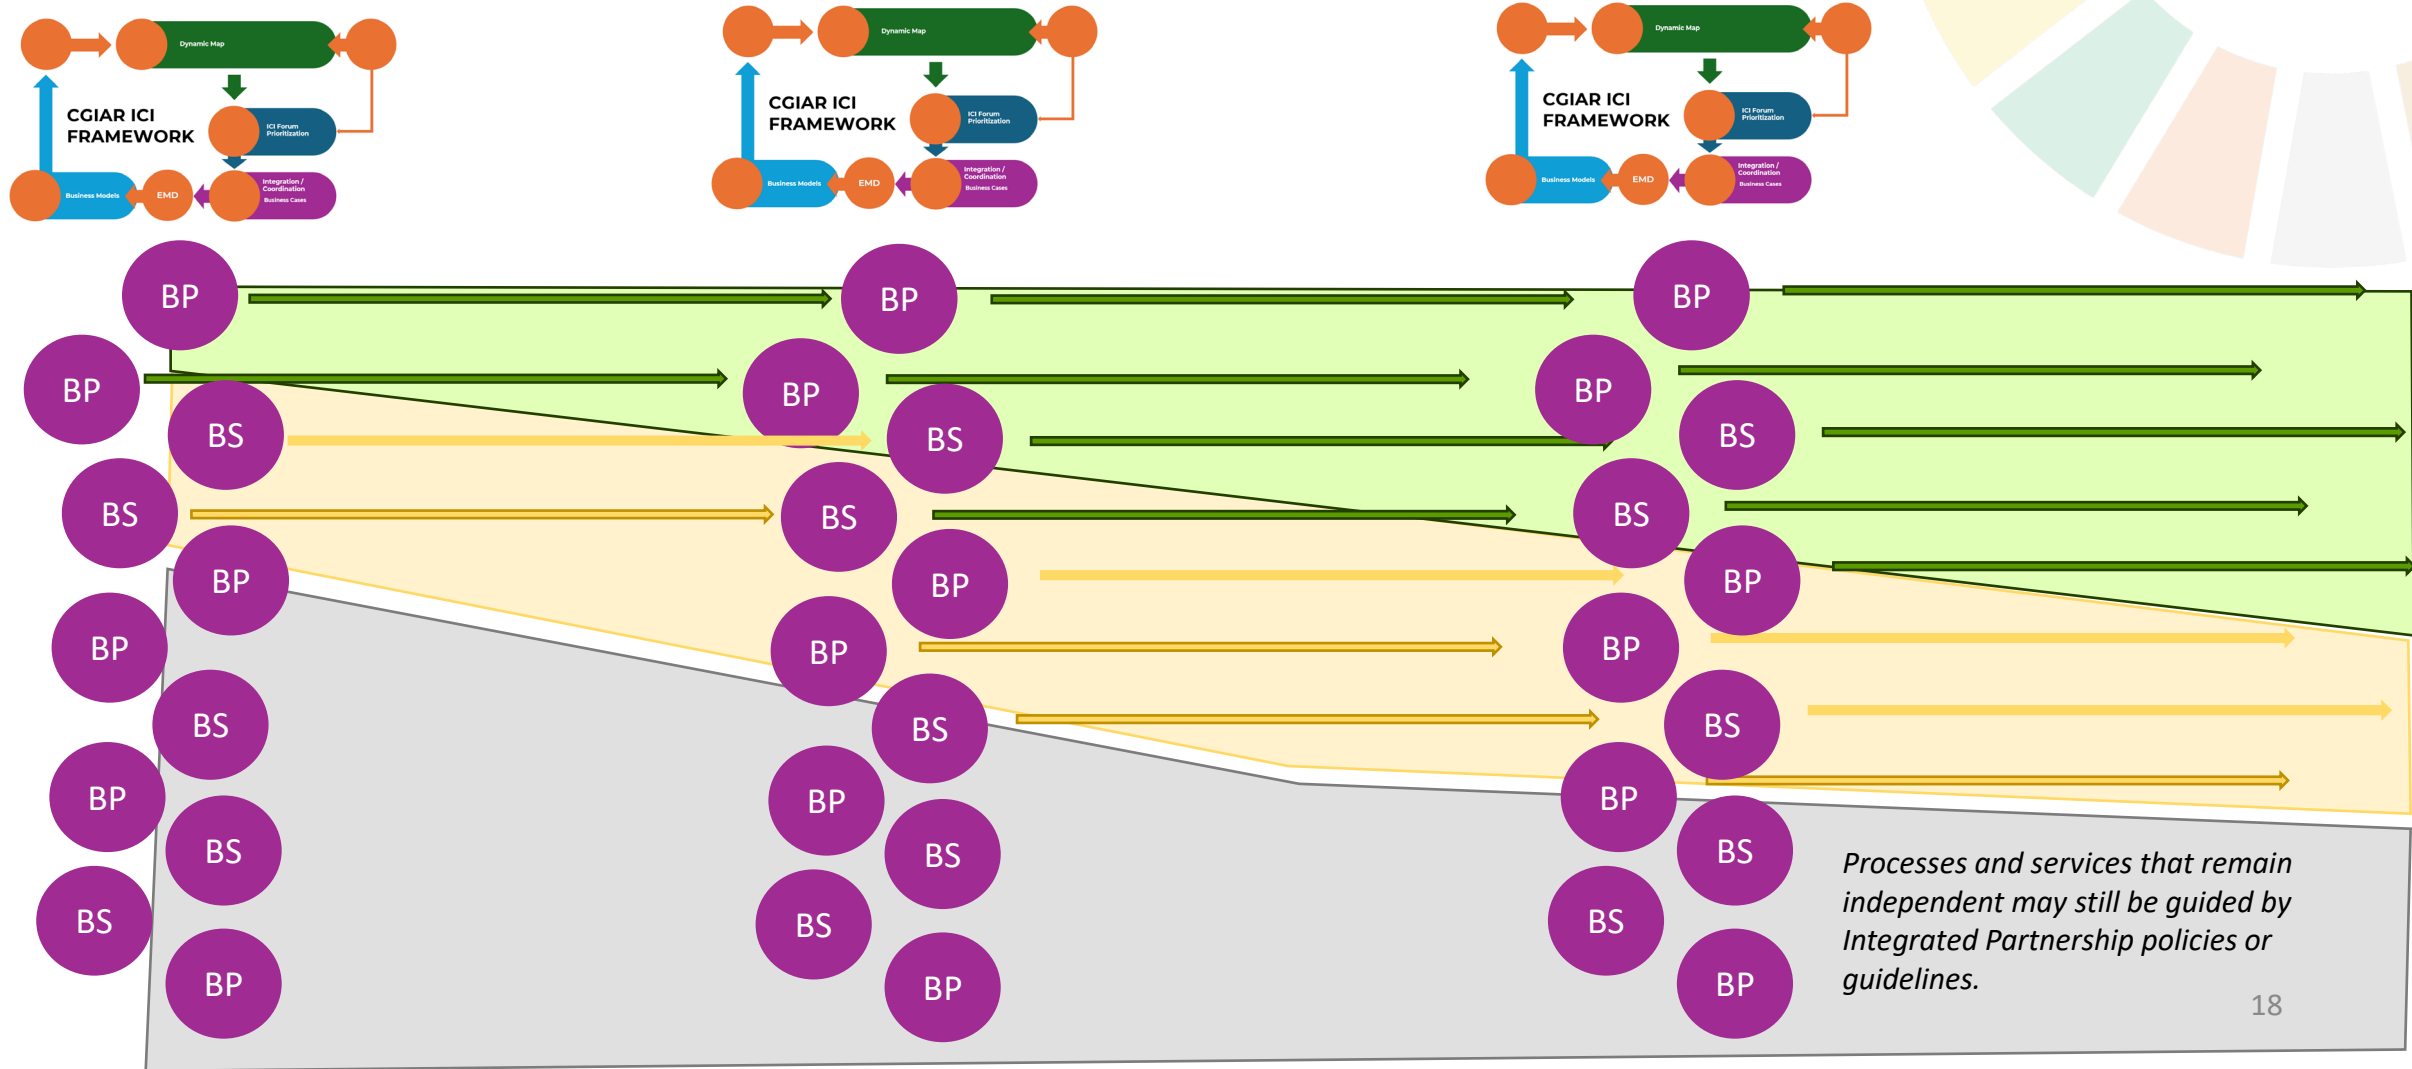 Dynamic Map
CGIAR ICI
FRAMEWORK
ICI Forum
Prioritization
Integration /
Coordination
Business Cases
EMD
Business Models
Dynamic Map
CGIAR ICI
FRAMEWORK
ICI Forum
Prioritization
Integration /
Coordination
Business Cases
EMD
Business Models
Dynamic Map
CGIAR ICI
FRAMEWORK
ICI Forum
Prioritization
Integration /
Coordination
Business Cases
EMD
Business Models
BP
BP
BS
BS
BP
BP
BS
BP
BS
BS
BP
BP
BP
BS
BS
BP
BP
BS
BP
BS
BS
BP
BP
BP
BS
BS
BP
BP
BS
BP
BS
BS
BP
Processes and services that remain
independent may still be guided by
Integrated Partnership policies or
guidelines.
18